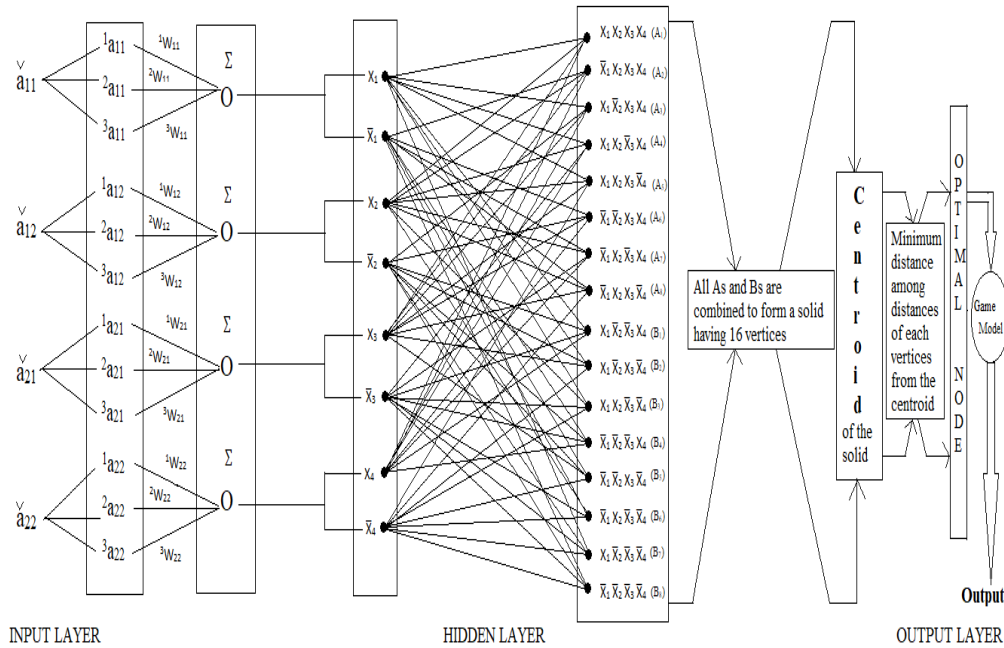 ǎ11
1a11
2a11
3a11
1W11
2W11
3W11
Σ
O
ǎ12
1a12
2a12
3a12
1W12
2W12
3W12
Σ
O
ǎ21
1a21
2a21
3a21
1W21
2W21
3W21
Σ
O
ǎ22
1a22
2a22
3a22
1W22
2W22
3W22
Σ
O
X1
X̄1
X2
X̄2
X3
X̄3
X4
X̄4
X1 X2 X3 X4 (A1)
X̄1 X2 X3 X4 (A2)
X1 X̄2 X3 X4 (A3)
X1 X2 X̄3 X4 (A4)
X1 X2 X3 X̄4 (A5)
X̄1 X̄2 X3 X4 (A6)
X̄1 X2 X̄3 X4 (A7)
X̄1 X2 X3 X̄4 (A8)
X1 X̄2 X̄3 X4 (B1)
X1 X̄2 X3 X̄4 (B2)
X1 X2 X̄3 X̄4 (B3)
X̄1 X̄2 X̄3 X4 (B4)
X̄1 X̄2 X3 X̄4 (B5)
X̄1 X2 X̄3 X̄4 (B6)
X1 X̄2 X̄3 X̄4 (B7)
X̄1 X̄2 X̄3 X̄4 (B8)
All As and Bs are
combined to form a solid
having 16 vertices
Centroid
of the
solid
Minimum
distance
among
distances
of each
vertices
from the
centroid
OPTIMAL NODE
Game
Model
Output
INPUT LAYER
HIDDEN LAYER
OUTPUT LAYER